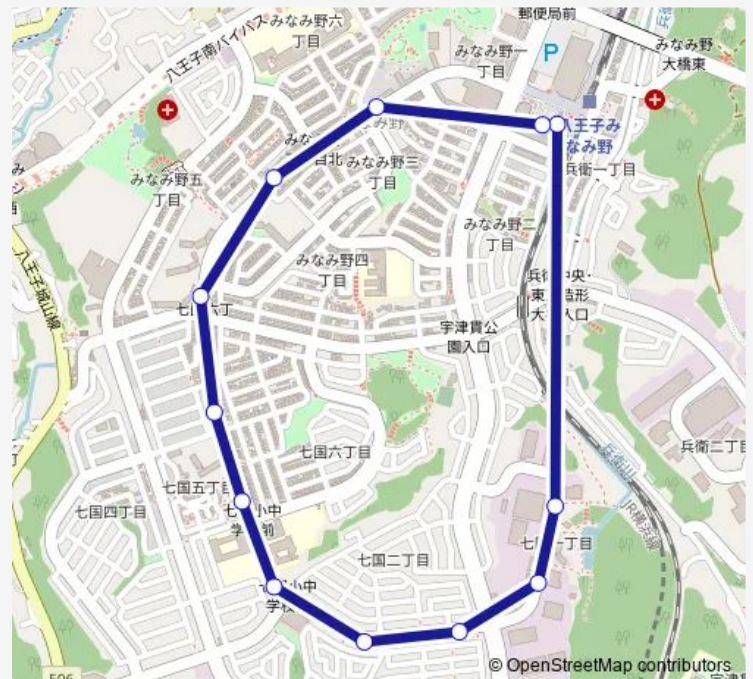 郵便局前
みなみ野六
丁目
八王子南バイパス
みなみ野一
丁目
P
みなみ野
大橋東
八王子み
なみ野
みなみ野三
丁目
兵衛一丁目
みなみ野五
丁目
みなみ野二
丁目
みなみ野四
丁目
八王子城山線
宇津貫公
園入口
兵衛二丁目
七国六丁目
兵衛川
JR横浜線
七国五丁目
七国四丁目
七国二丁目
506
© OpenStreetMap contributors